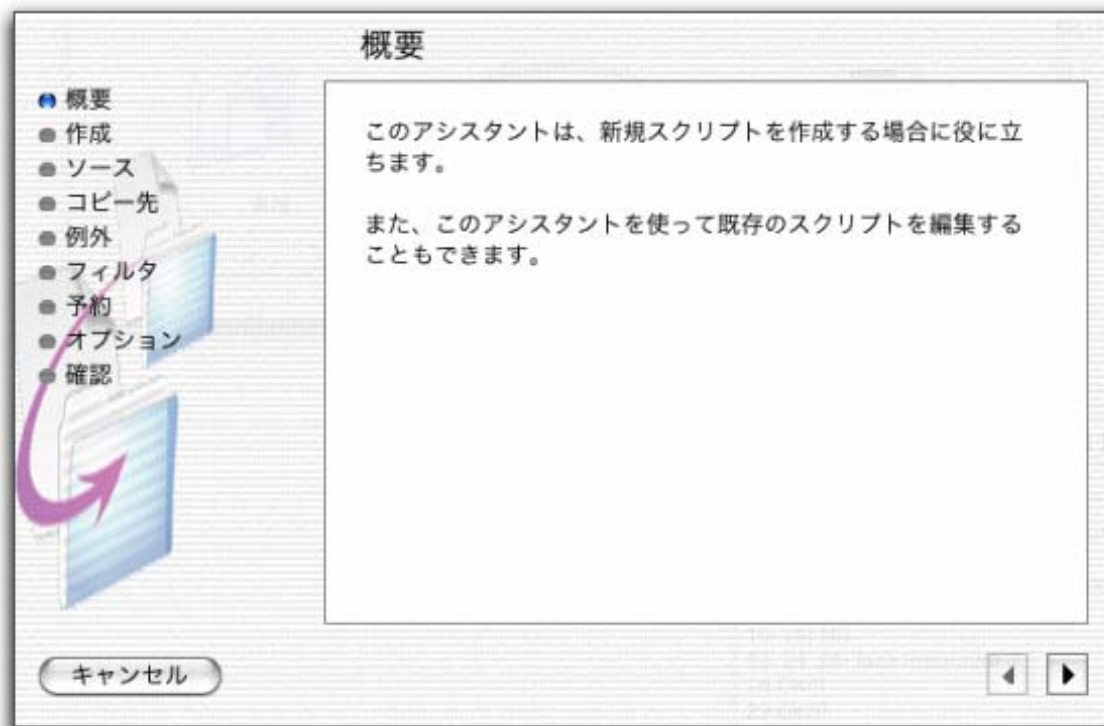 概要
概要
作成
ソース
コピー先
例外
フィルタ
予約
オプション
確認
このアシスタントは、新規スクリプトを作成する場合に役に立
ちます。
また、このアシスタントを使って既存のスクリプトを編集する
こともできます。
キャンセル